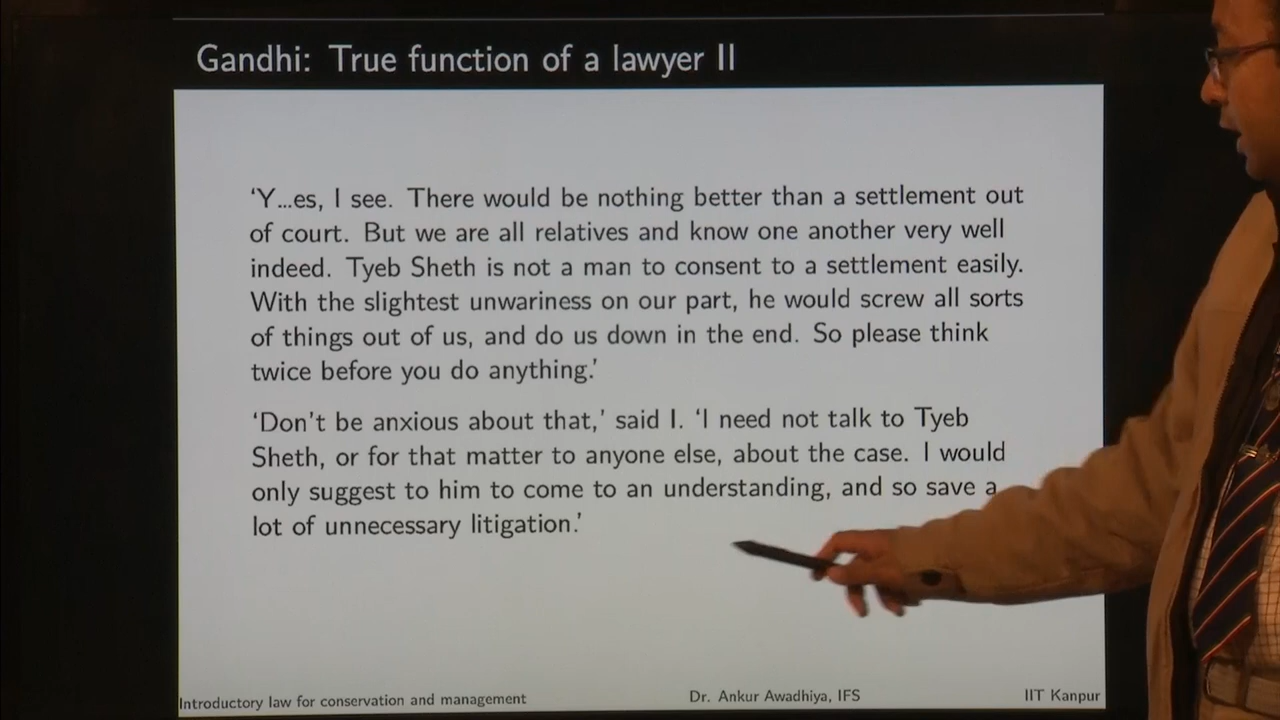 Gandhi: True function of a lawyer II
‘Y...es, I see. There would be nothing better than a settlement out
of court. But we are all relatives and know one another very well
indeed. Tyeb Sheth is not a man to consent to a settlement easily.
With the slightest unwariness on our part, he would screw all sorts
of things out of us, and do us down in the end. So please think
twice before you do anything.’
‘Don't be anxious about that,’ said I. ‘I need not talk to Tyeb
Sheth, or for that matter to anyone else, about the case. I would
only suggest to him to come to an understanding, and so save a
lot of unnecessary litigation.’
Introductory law for conservation and management Dr. Ankur Awadhiya, IFS IIT Kanpur